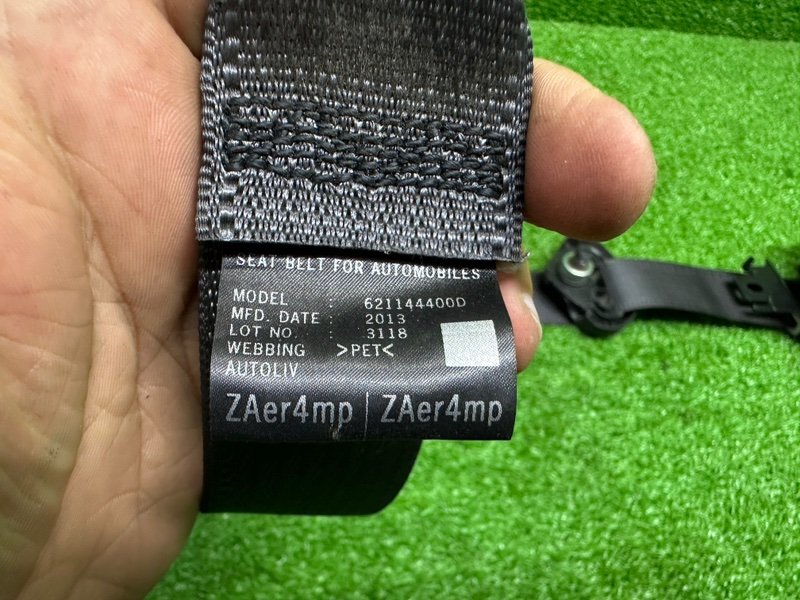 SEAT BELT FOR AUTOMOBILES
MODEL : 621144400D
MFD. DATE : 2013
LOT NO. : 3118
WEBBING >PET<
AUTOLIV
ZAer4mp | ZAer4mp